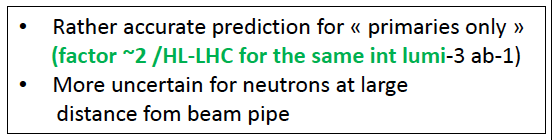 • Rather accurate prediction for « primaries only »
(factor ~2 /HL-LHC for the same int lumi-3 ab-1)
• More uncertain for neutrons at large
distance fom beam pipe